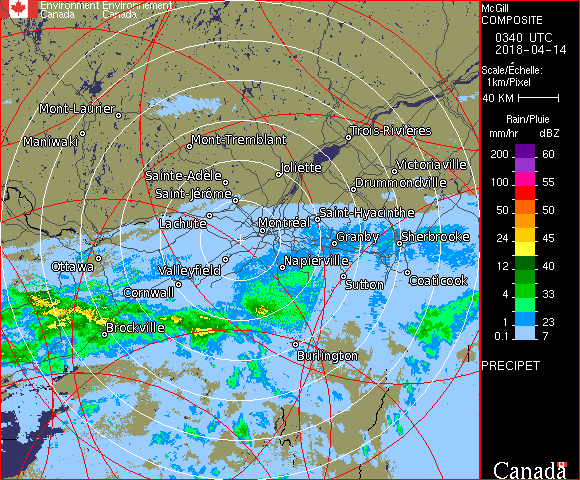 Environment Environnement
Canada Canada
McGill
COMPOSITE
0340 UTC
2018-04-14
Scale/Échelle:
1km/Pixel
40 KM
Rain/Pluie
mm/hr dBZ
200 60
100 55
50 50
24 45
12 40
4 33
1 23
0.1 7
PRECIPET
Canada
Mont-Laurier
Maniwaki
Mont-Tremblant
Trois-Rivières
Joliette
Victoriaville
Sainte-Adèle
Drummondville
Saint-Jérôme
Saint-Hyacinthe
Lachute
Montréal
Granby
Sherbrooke
Ottawa
Valleyfield
Napierville
Cornwall
Sutton
Coaticook
Brockville
Burlington